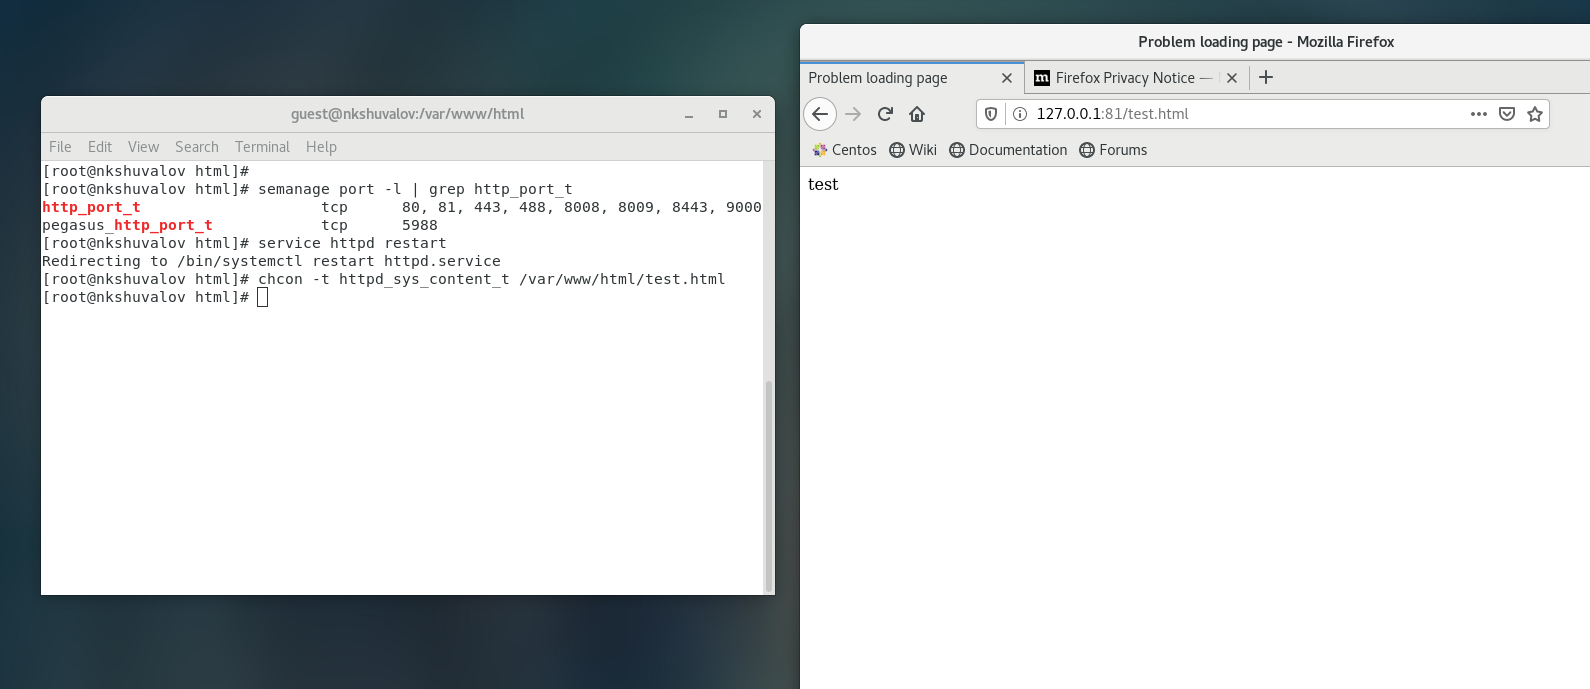 guest@nkshuvalov:/var/www/html
File Edit View Search Terminal Help
[root@nkshuvalov html]#
[root@nkshuvalov html]# semanage port -l | grep http_port_t
http_port_t                    tcp      80, 81, 443, 488, 8008, 8009, 8443, 9000
pegasus_http_port_t            tcp      5988
[root@nkshuvalov html]# service httpd restart
Redirecting to /bin/systemctl restart httpd.service
[root@nkshuvalov html]# chcon -t httpd_sys_content_t /var/www/html/test.html
[root@nkshuvalov html]#
Problem loading page - Mozilla Firefox
Problem loading page
m Firefox Privacy Notice —
127.0.0.1:81/test.html
Centos Wiki Documentation Forums
test